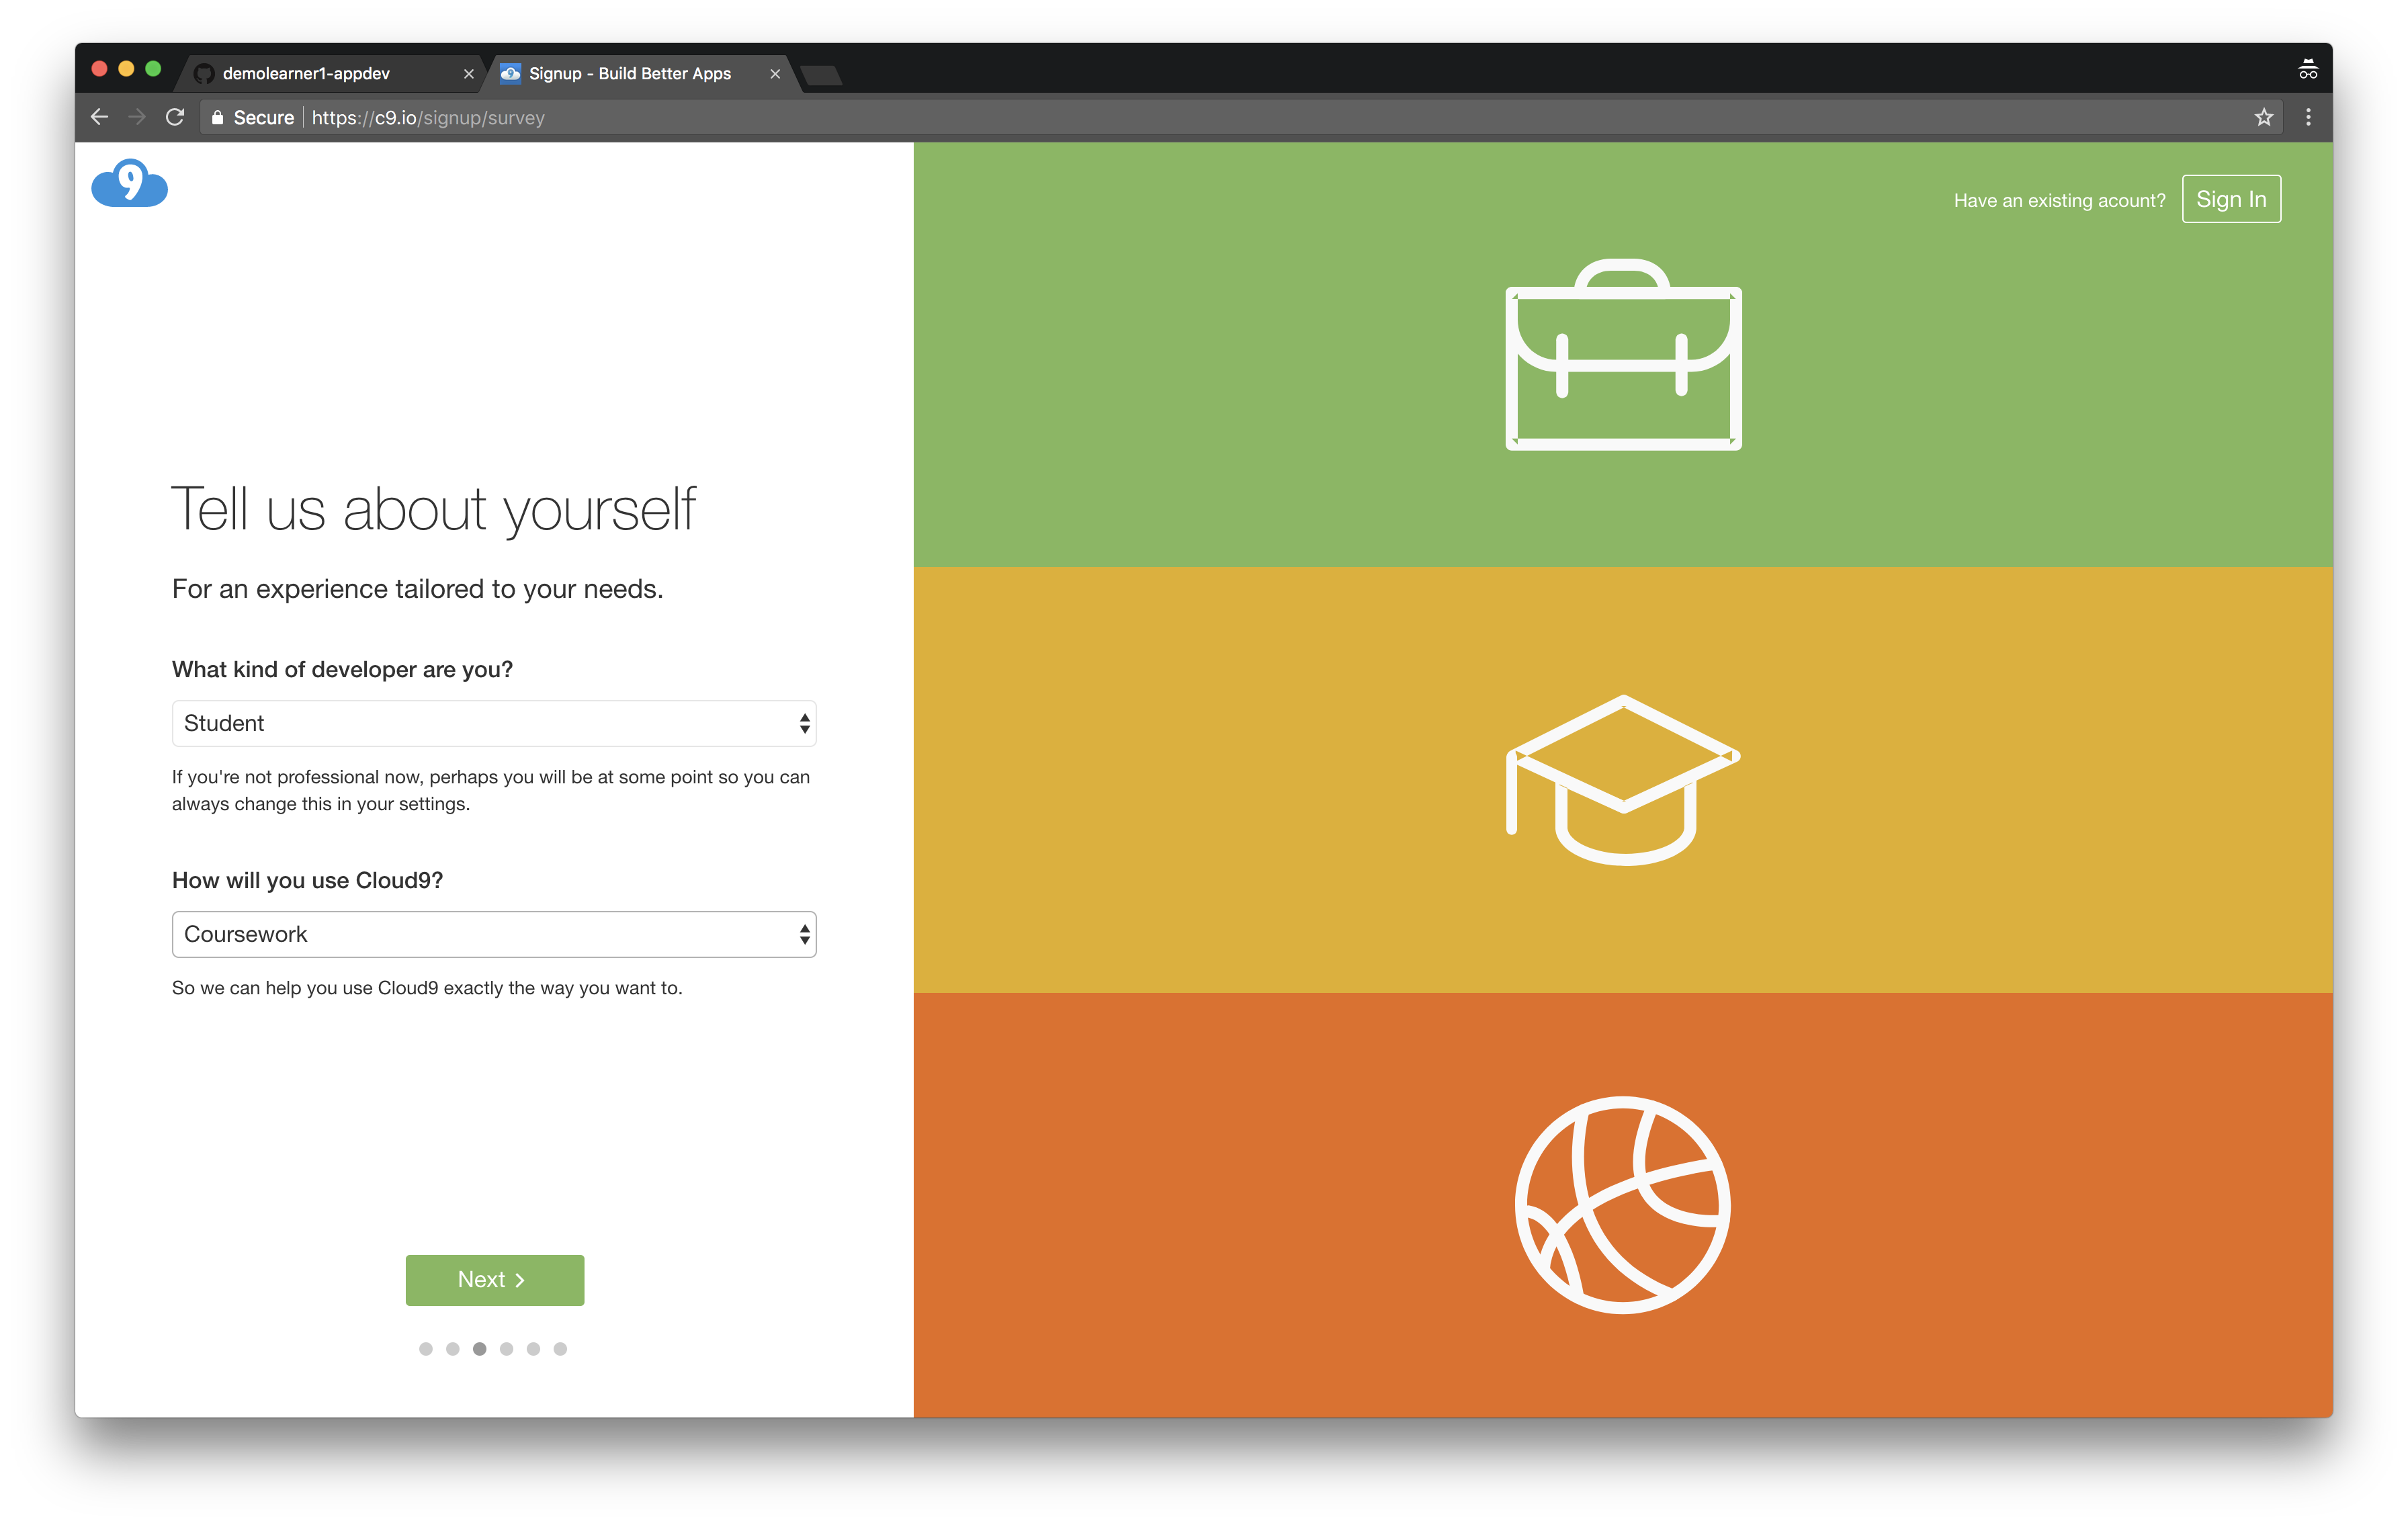 demolearner1-appdev
Signup - Build Better Apps
Secure
https://c9.io/signup/survey
9
Have an existing acount?
Sign In
Tell us about yourself
For an experience tailored to your needs.
What kind of developer are you?
Student
If you're not professional now, perhaps you will be at some point so you can
always change this in your settings.
How will you use Cloud9?
Coursework
So we can help you use Cloud9 exactly the way you want to.
Next